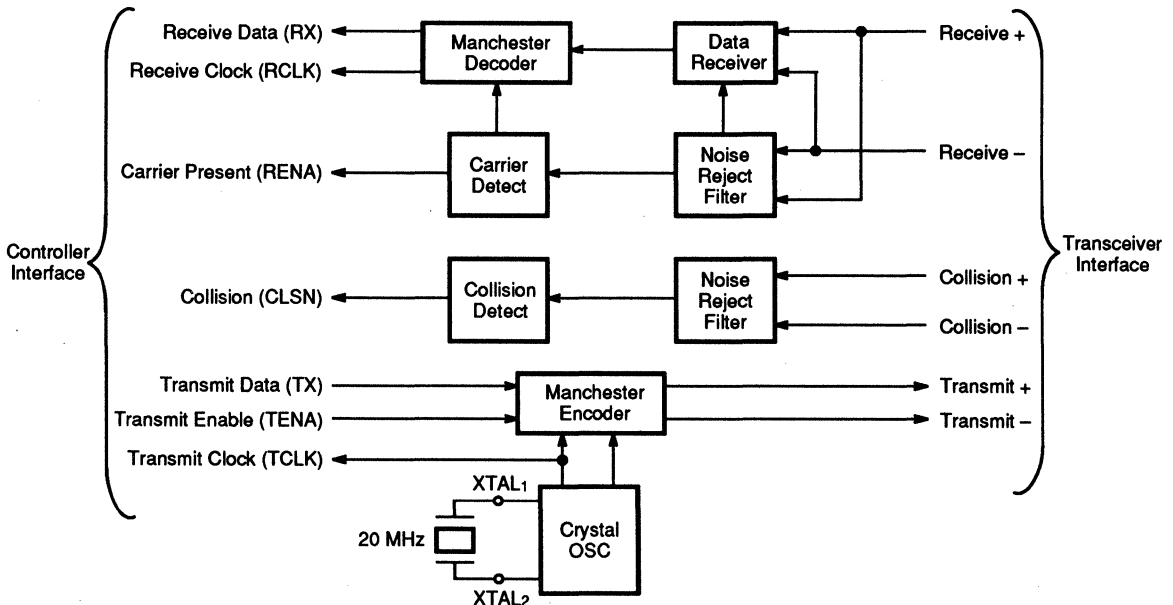 Receive Data (RX)
Receive Clock (RCLK)
Manchester
Decoder
Data
Receiver
Receive +
Receive –
Carrier Present (RENA)
Carrier
Detect
Noise
Reject
Filter
Controller
Interface
Transceiver
Interface
Collision (CLSN)
Collision
Detect
Noise
Reject
Filter
Collision +
Collision –
Transmit Data (TX)
Transmit Enable (TENA)
Transmit Clock (TCLK)
Manchester
Encoder
Transmit +
Transmit –
XTAL1
20 MHz
Crystal
OSC
XTAL2